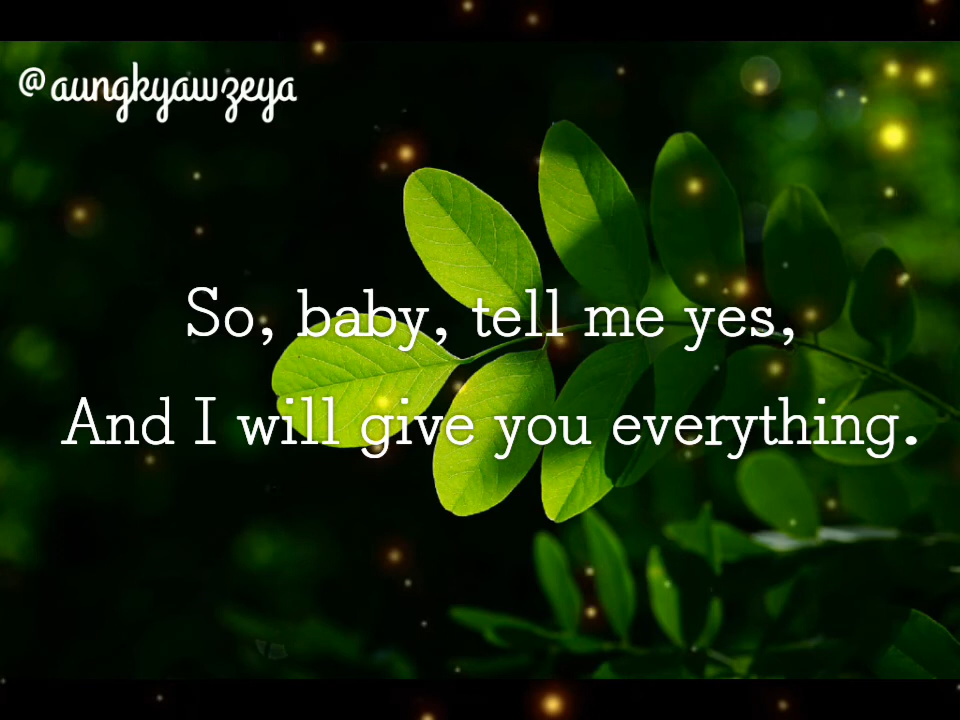 @aungkyawzeya
So, baby, tell me yes,
And I will give you everything.